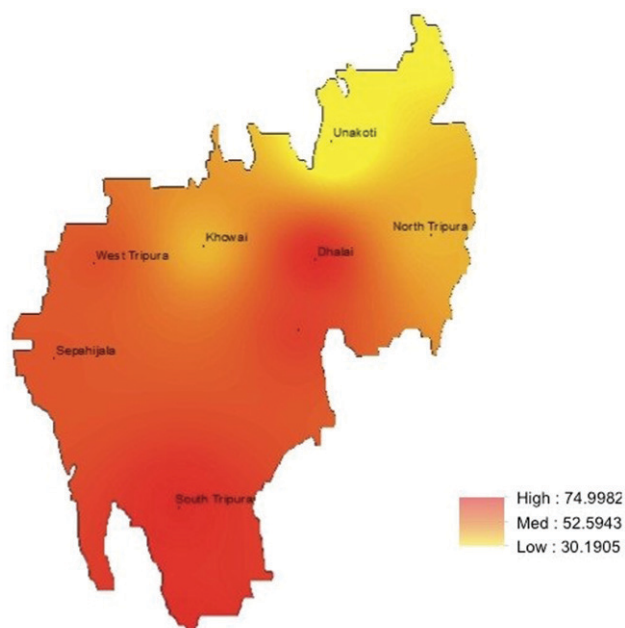 Unakoti
North Tripura
Khowai
Dhalai
West Tripura
Sepahijala
South Tripura
High : 74.9982
Med : 52.5943
Low : 30.1905